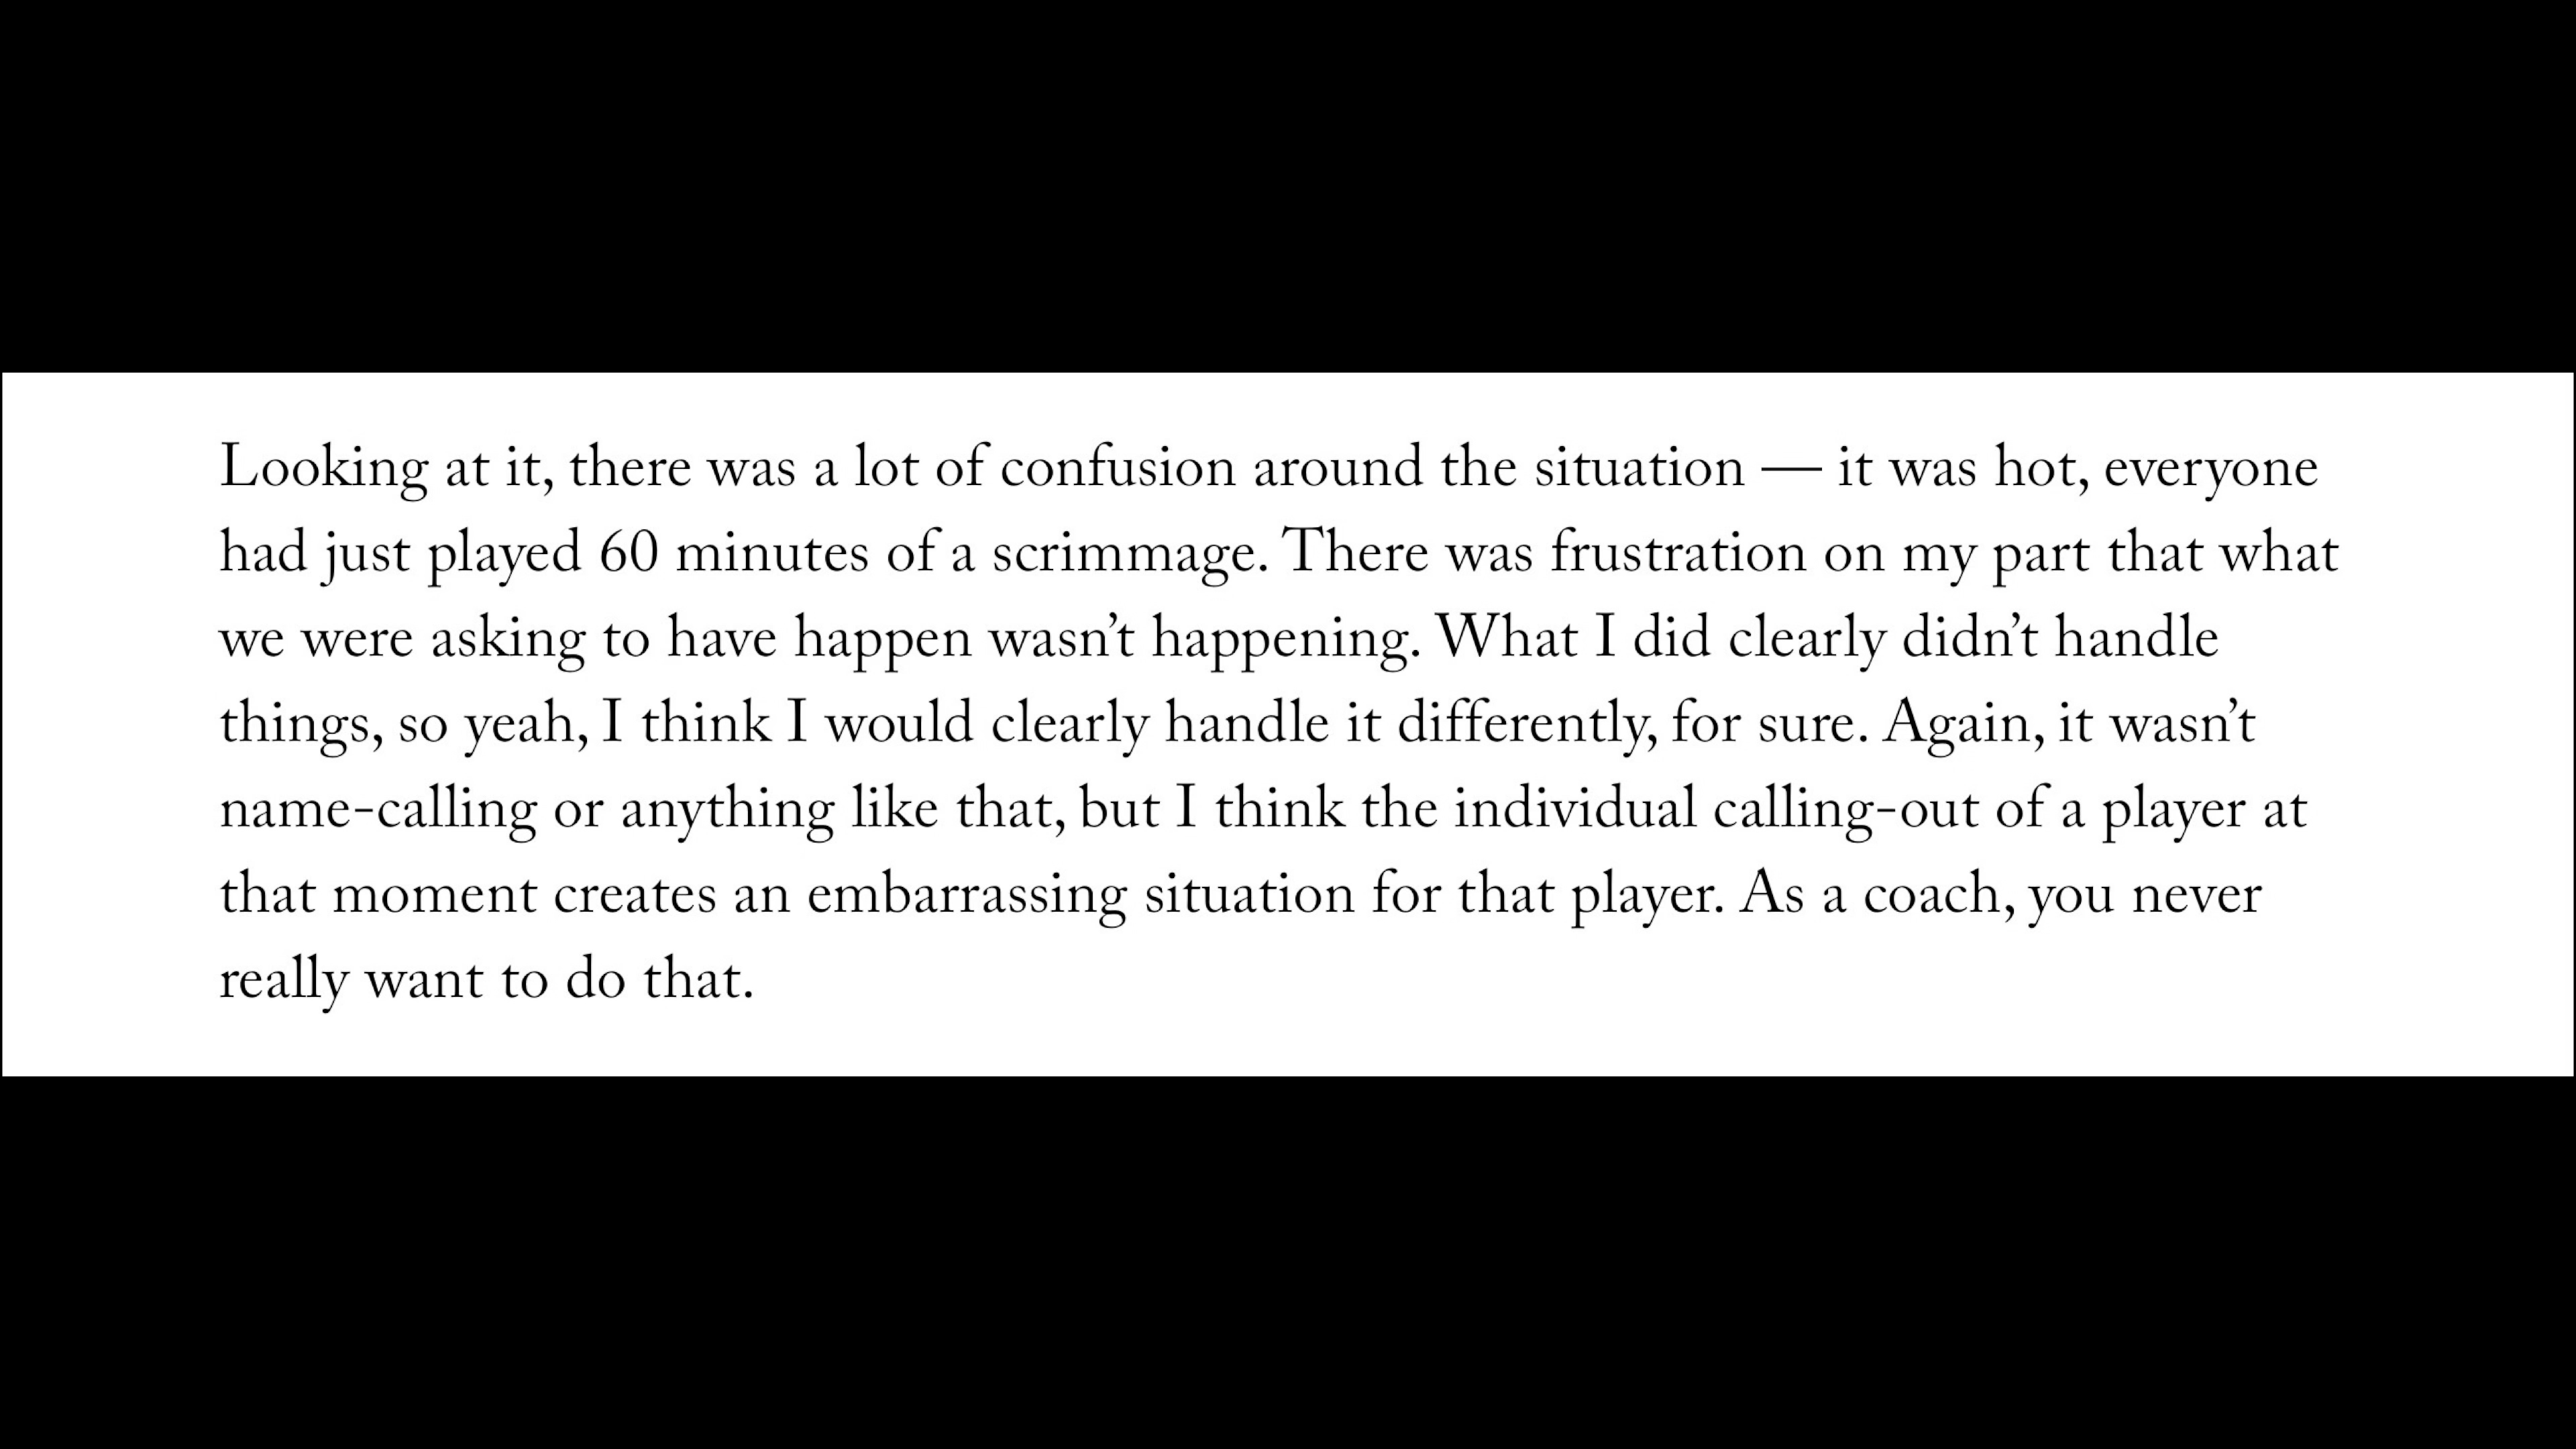 Looking at it, there was a lot of confusion around the situation — it was hot, everyone
had just played 60 minutes of a scrimmage. There was frustration on my part that what
we were asking to have happen wasn’t happening. What I did clearly didn’t handle
things, so yeah, I think I would clearly handle it differently, for sure. Again, it wasn’t
name-calling or anything like that, but I think the individual calling-out of a player at
that moment creates an embarrassing situation for that player. As a coach, you never
really want to do that.